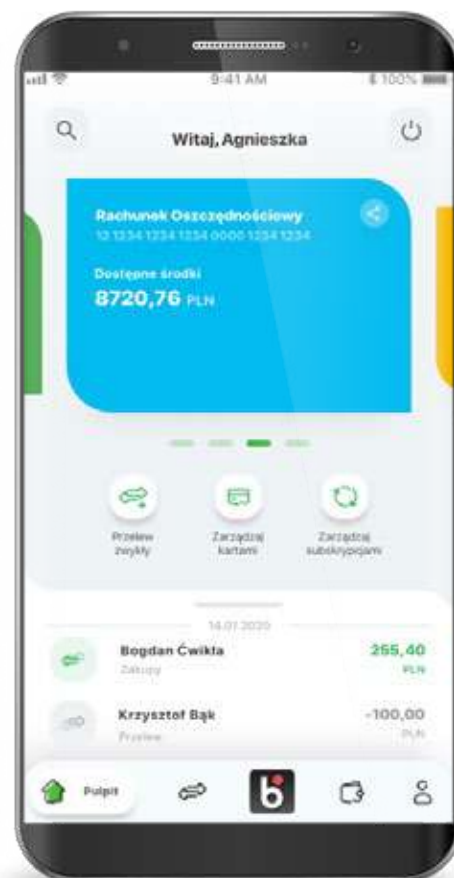 9:41 AM
100%
Witaj, Agnieszka
Rachunek Oszczędnościowy
12 1234 1234 1234 0000 1234 1234
Dostępne środki
8720,76 PLN
Przelew
zwykły
Zarządzaj
kartami
Zarządzaj
subskrypcjami
14.07.2020
Bogdan Ćwikła
255,40
Zakupy
PLN
Krzysztof Bąk
-100,00
Przelew
PLN
Pulpit
b